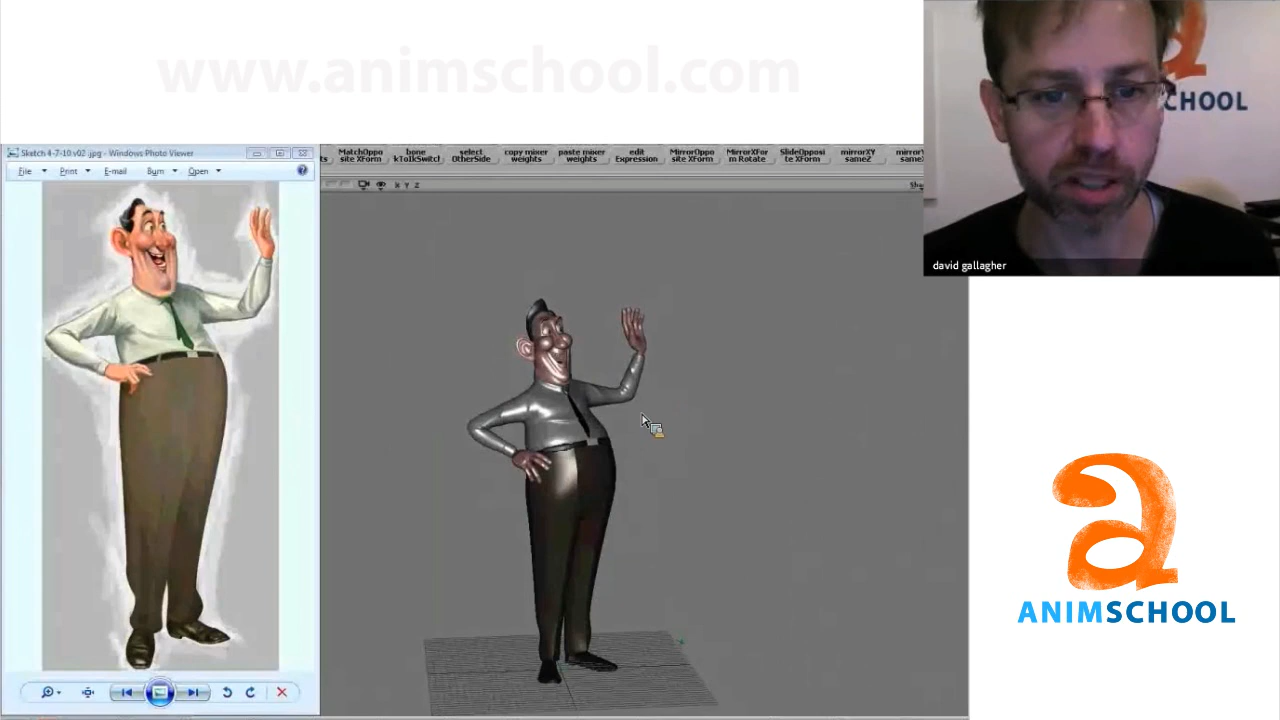 www.animschool.com
CHOOL
david gallagher
Sketch 4-7-10 v02 .jpg - Windows Photo Viewer
File Print E-mail Burn Open
MatchOppo site XForm
bone kToIkSwitch
select OtherSide
copy mixer weights
paste mixer weights
edit Expression
MirrorOppo site XForm
MirrorXFor m Rotate
SlideOpposi te XForm
mirrorXY sameZ
X Y Z
ANIMSCHOOL